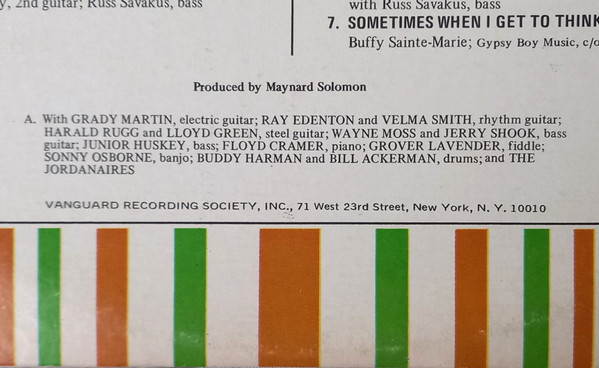 2nd guitar; Russ Savakus, bass
with Russ Savakus, bass
7. SOMETIMES WHEN I GET TO THINK
Buffy Sainte-Marie; Gypsy Boy Music, c/o
Produced by Maynard Solomon
A. With GRADY MARTIN, electric guitar; RAY EDENTON and VELMA SMITH, rhythm guitar;
HARALD RUGG and LLOYD GREEN, steel guitar; WAYNE MOSS and JERRY SHOOK, bass
guitar; JUNIOR HUSKEY, bass; FLOYD CRAMER, piano; GROVER LAVENDER, fiddle;
SONNY OSBORNE, banjo; BUDDY HARMAN and BILL ACKERMAN, drums; and THE
JORDANAIRES
VANGUARD RECORDING SOCIETY, INC., 71 West 23rd Street, New York, N. Y. 10010